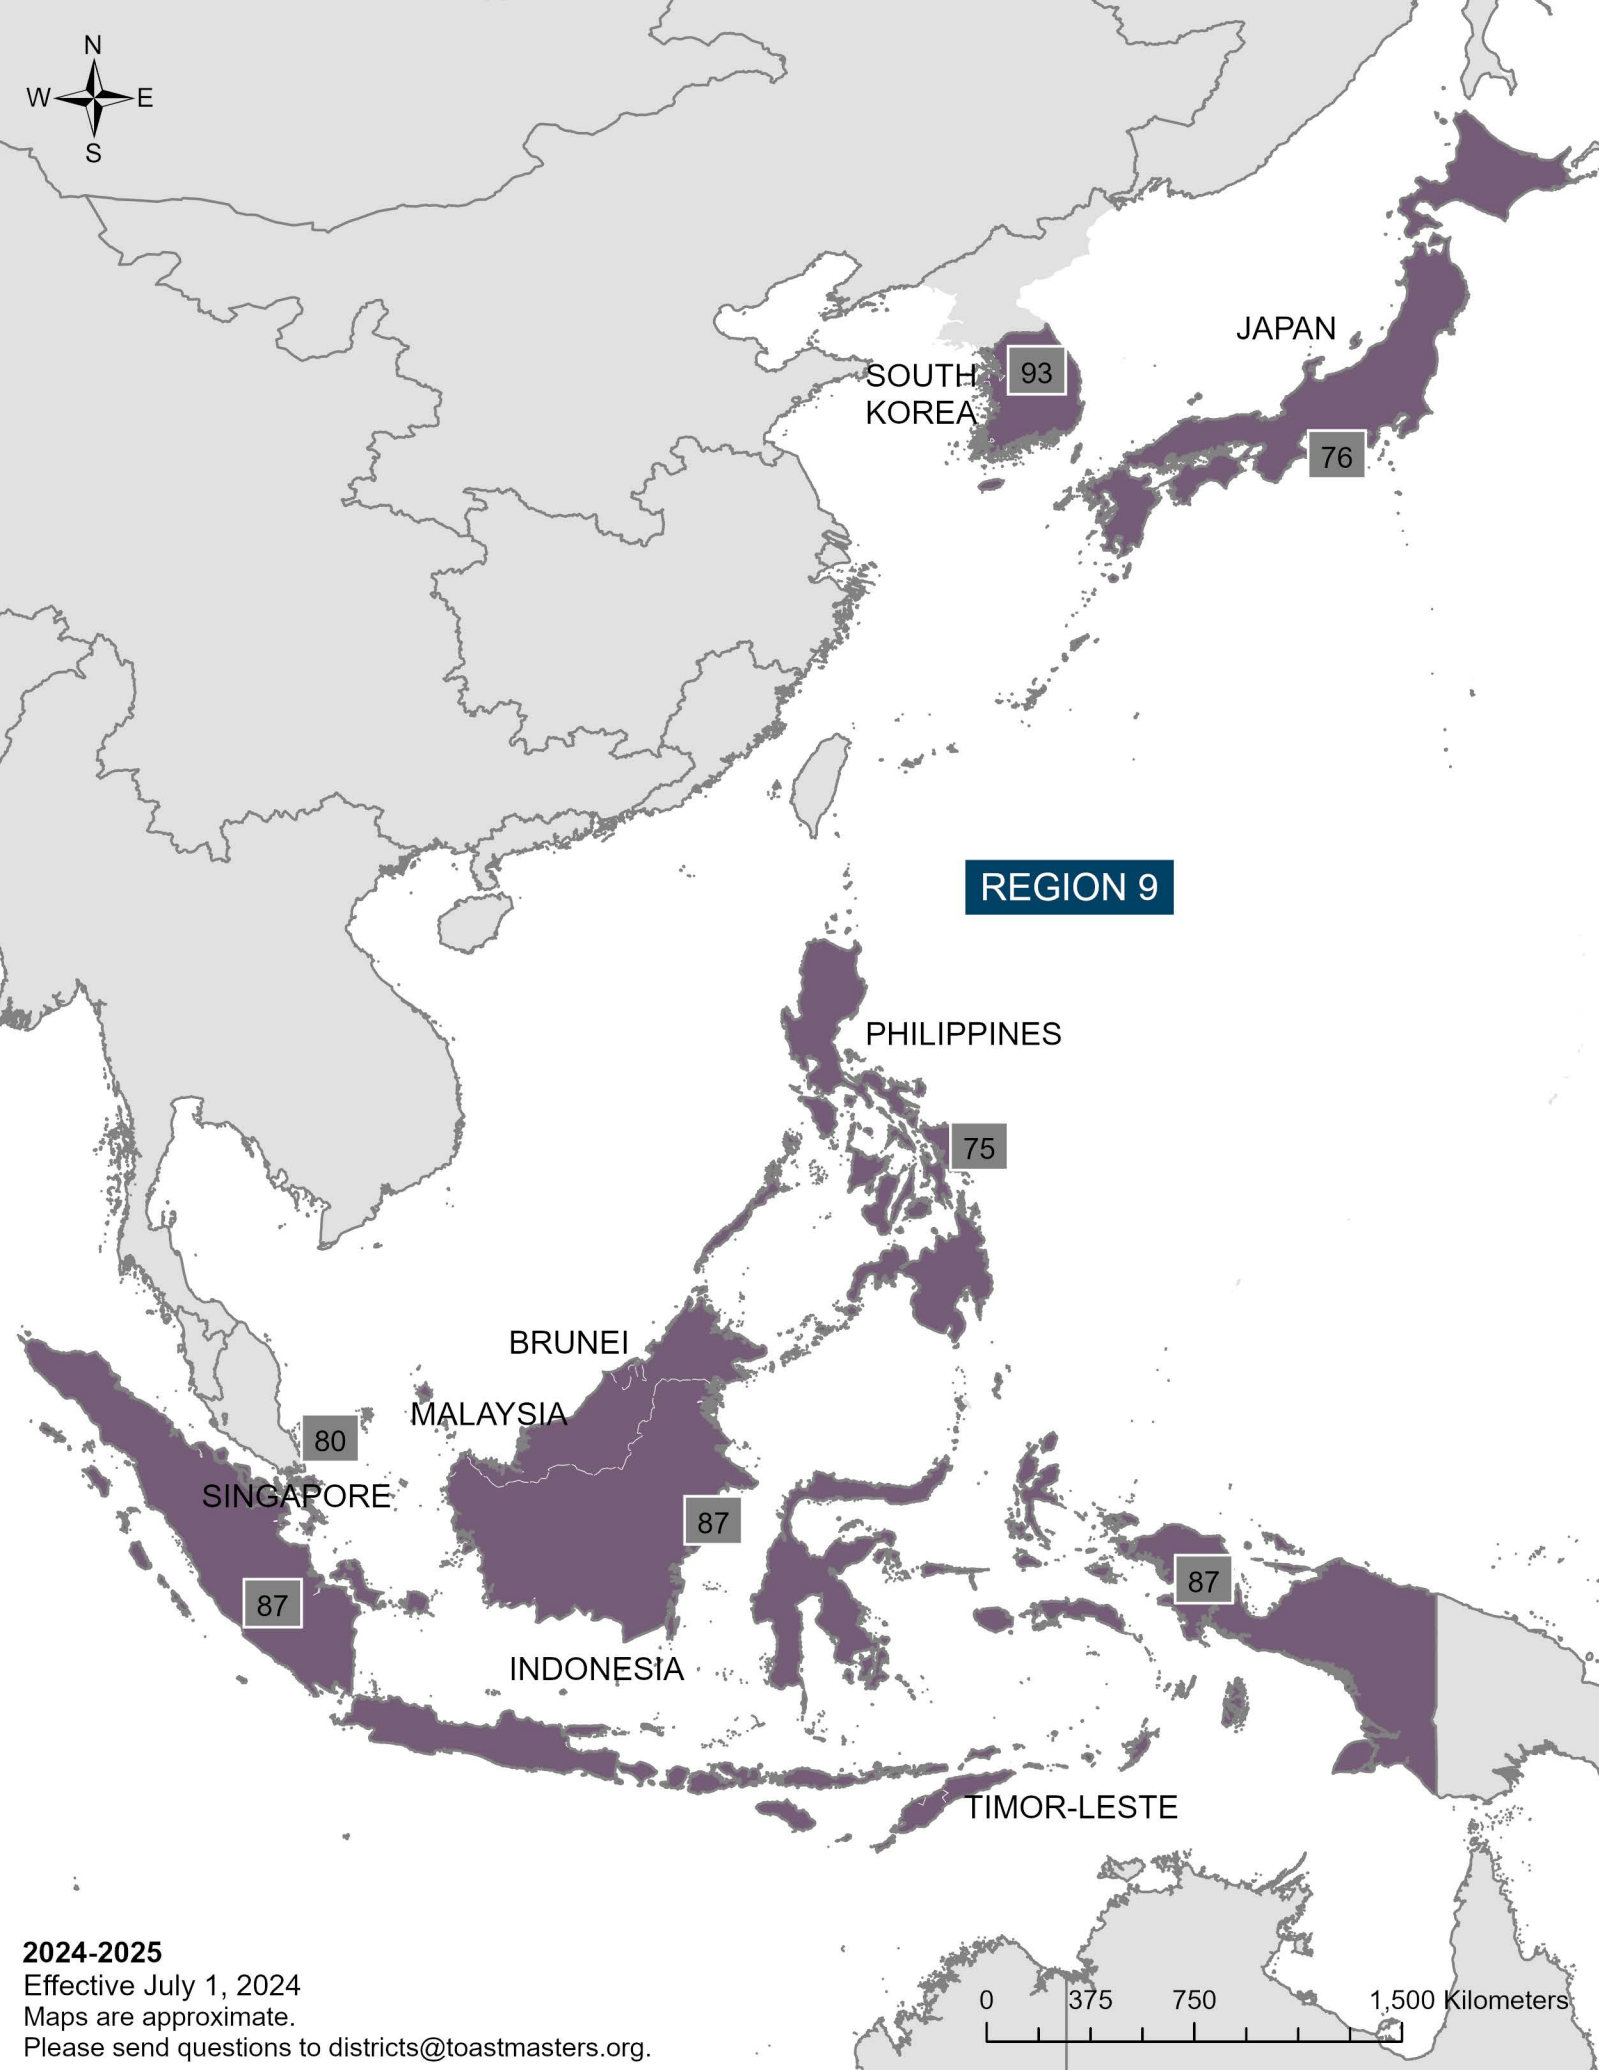 N
W E
S
JAPAN
SOUTH
KOREA
93
76
REGION 9
PHILIPPINES
75
BRUNEI
MALAYSIA
80
SINGAPORE
87
87
87
INDONESIA
TIMOR-LESTE
2024-2025
Effective July 1, 2024
Maps are approximate.
Please send questions to districts@toastmasters.org.
0 375 750 1,500 Kilometers